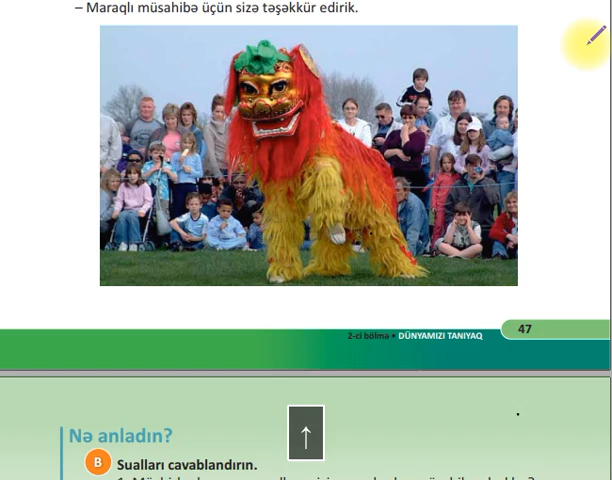 – Maraqlı müsahibə üçün sizə təşəkkür edirik.
2-ci bölmə • DÜNYAMIZI TANIYAQ
47
Nə anladın?
B Sualları cavablandırın.